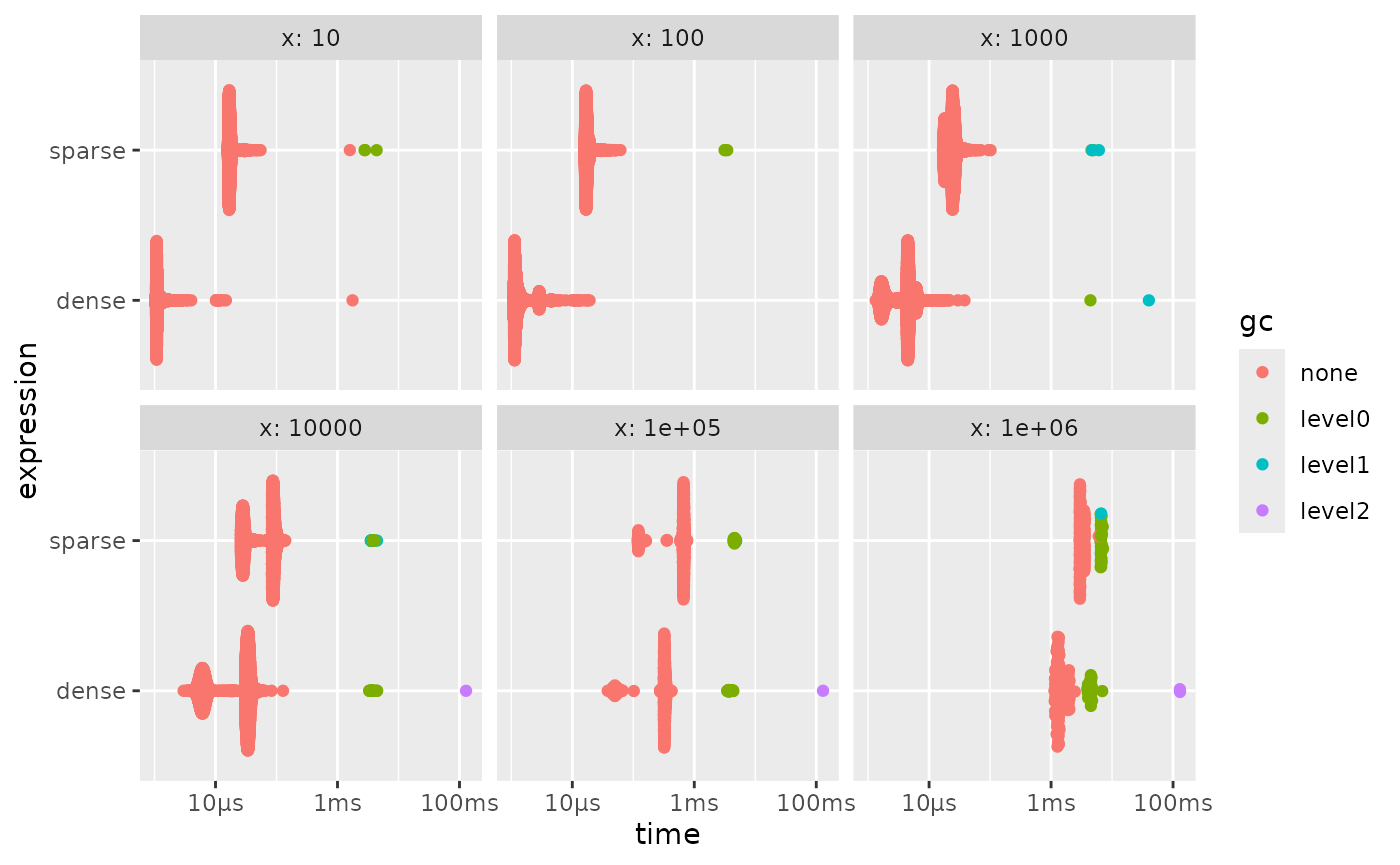 x: 10
x: 100
x: 1000
sparse
dense
x: 10000
x: 1e+05
x: 1e+06
sparse
dense
10µs
1ms
100ms
10µs
1ms
100ms
10µs
1ms
100ms
time
expression
gc
none
level0
level1
level2